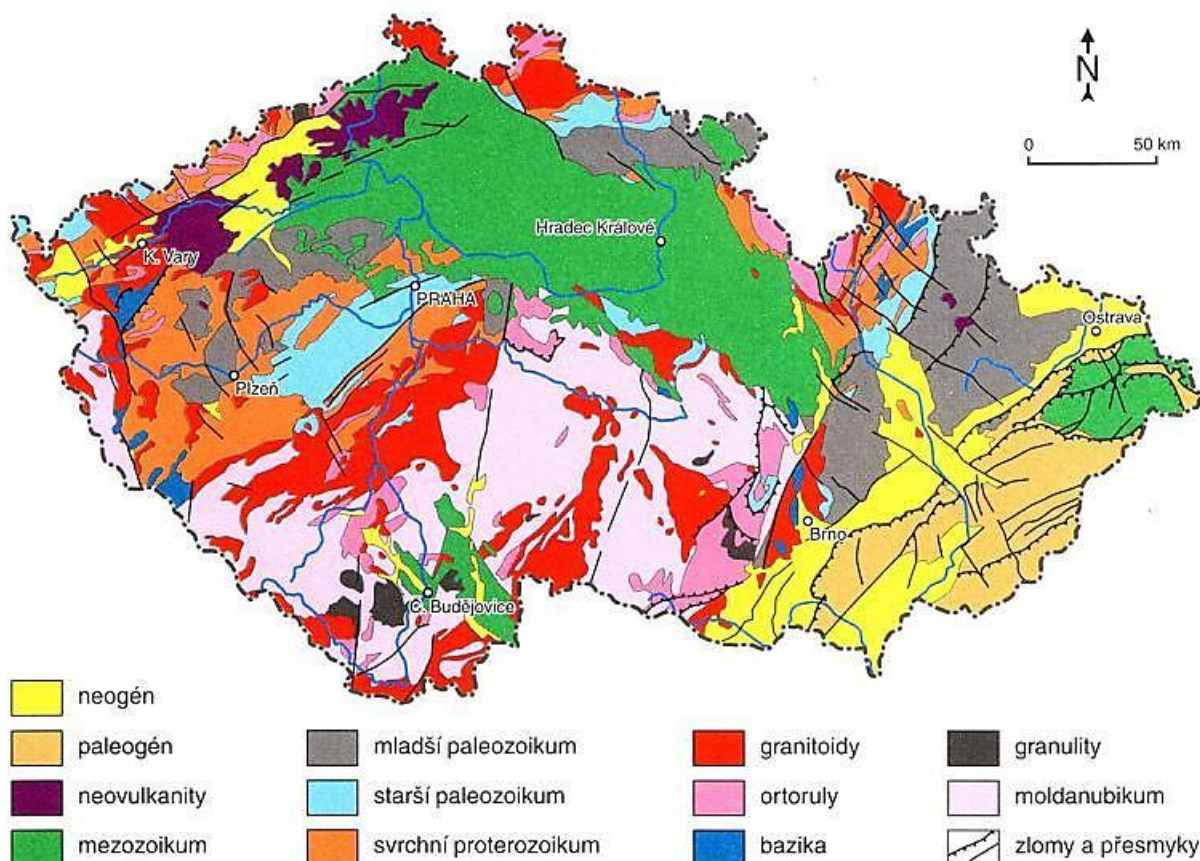 N
0 50 km
Hradec Králové
K. Vary
PRAHA
Ostrava
Plzeň
Brno
Č. Budějovice
neogén
paleogén
neovulkanity
mezozoikum
mladší paleozoikum
starší paleozoikum
svrchní proterozoikum
granitoidy
ortoruly
bazika
granulity
moldanubikum
zlomy a přesmyky